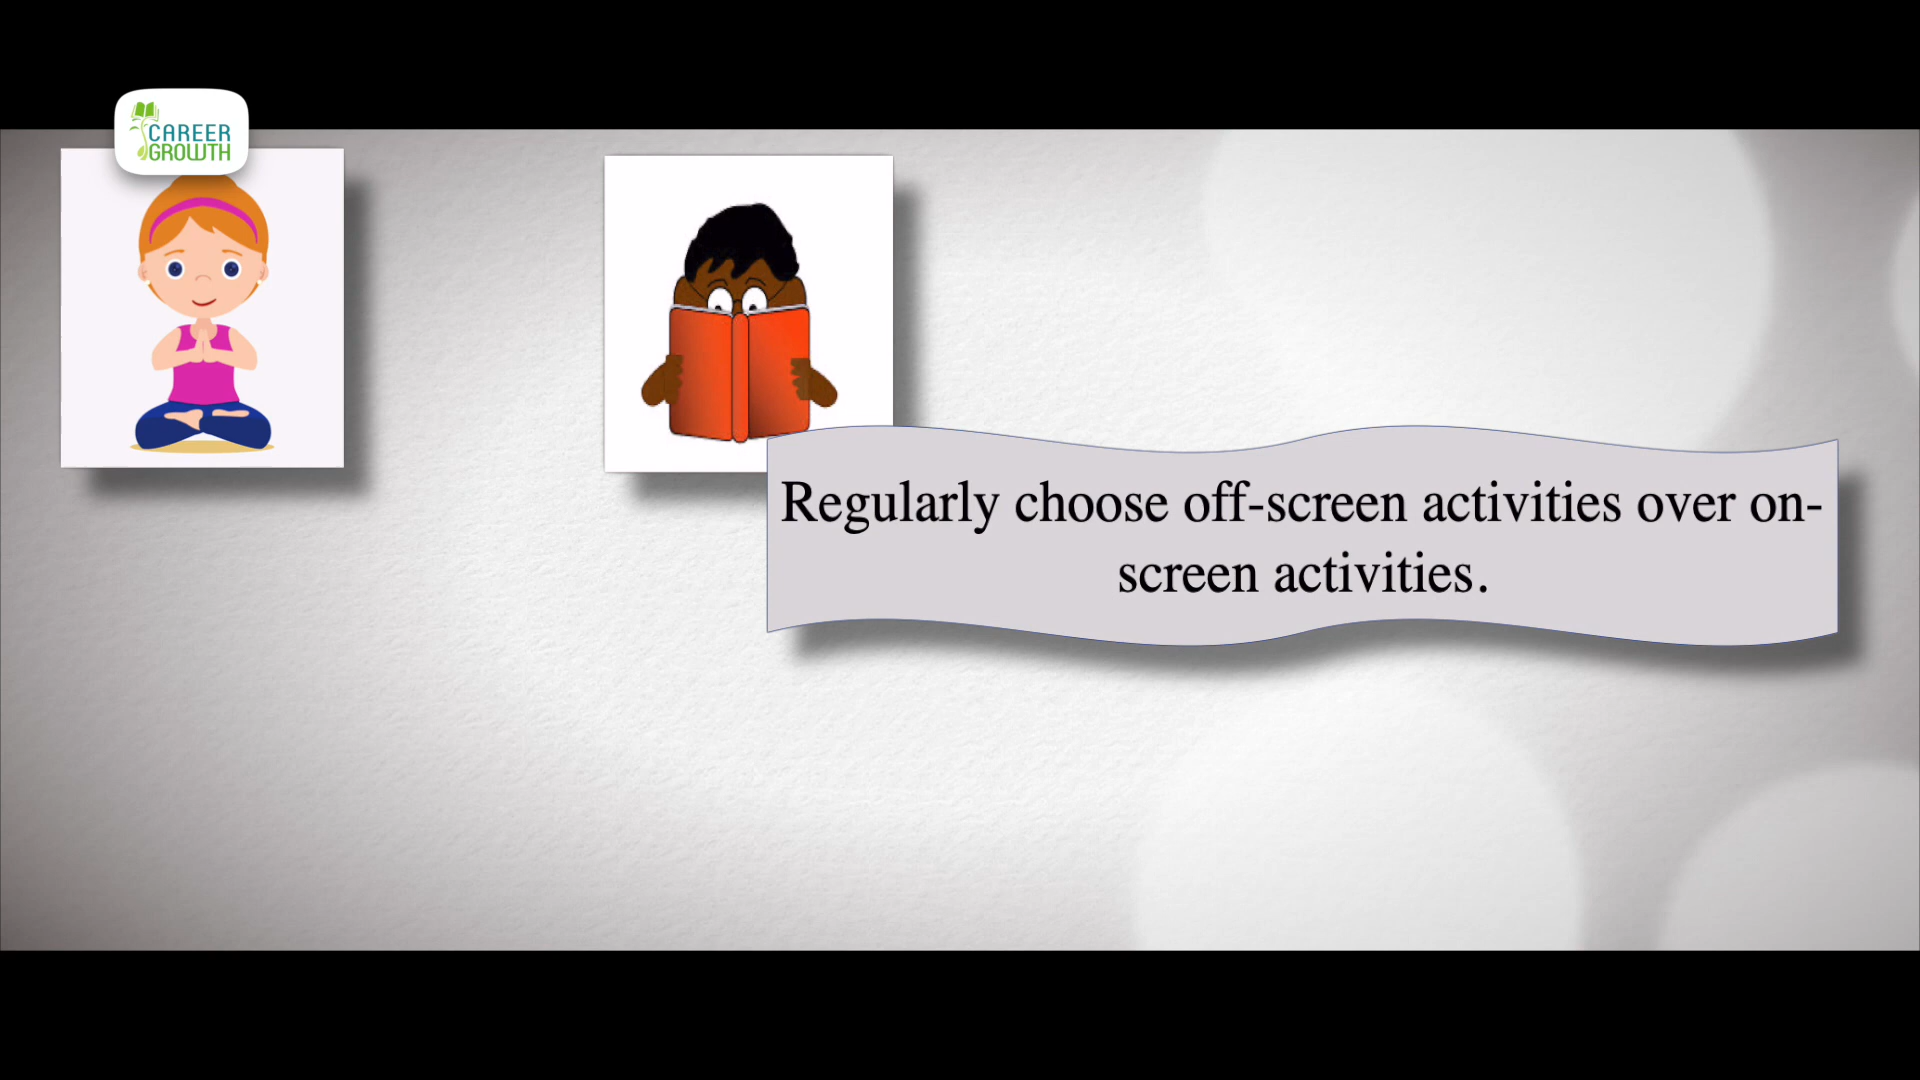 CAREER
GROWTH
Regularly choose off-screen activities over on-
screen activities.